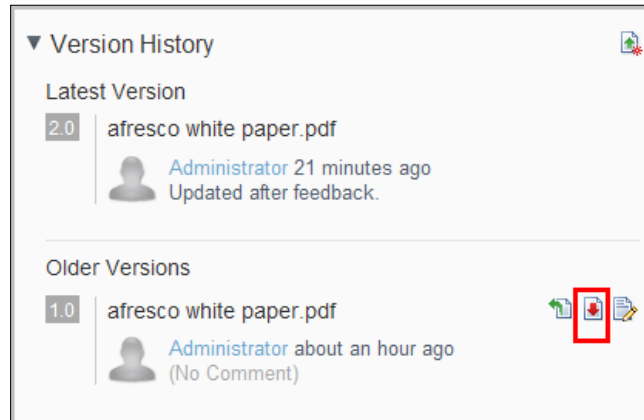 Version History
Latest Version
2.0
afresco white paper.pdf
Administrator 21 minutes ago
Updated after feedback.
Older Versions
1.0
afresco white paper.pdf
Administrator about an hour ago
(No Comment)